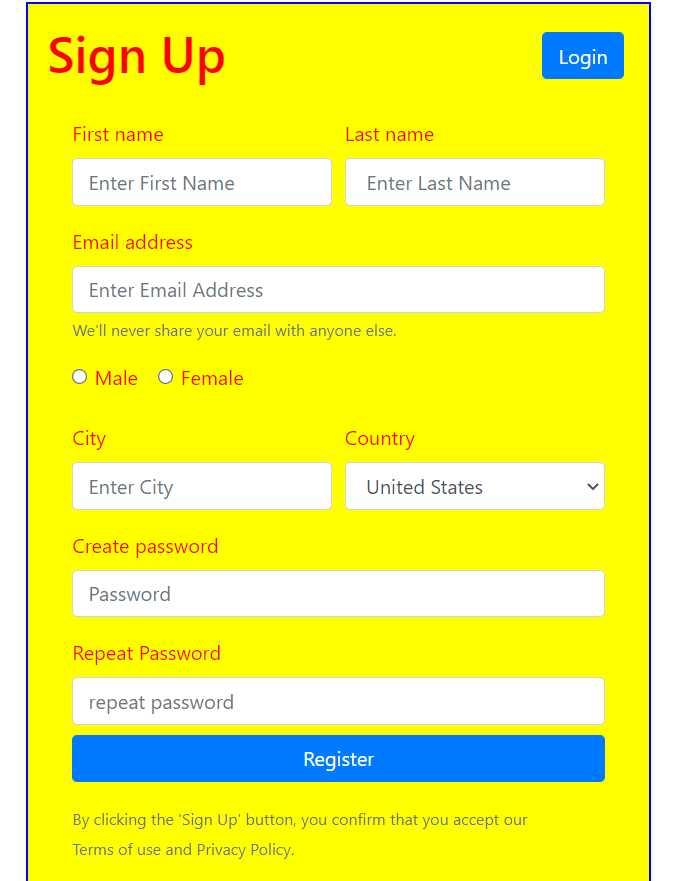 Sign Up
Login
First name
Last name
Enter First Name
Enter Last Name
Email address
Enter Email Address
We'll never share your email with anyone else.
Male
Female
City
Country
Enter City
United States
Create password
Password
Repeat Password
repeat password
Register
By clicking the 'Sign Up' button, you confirm that you accept our
Terms of use and Privacy Policy.